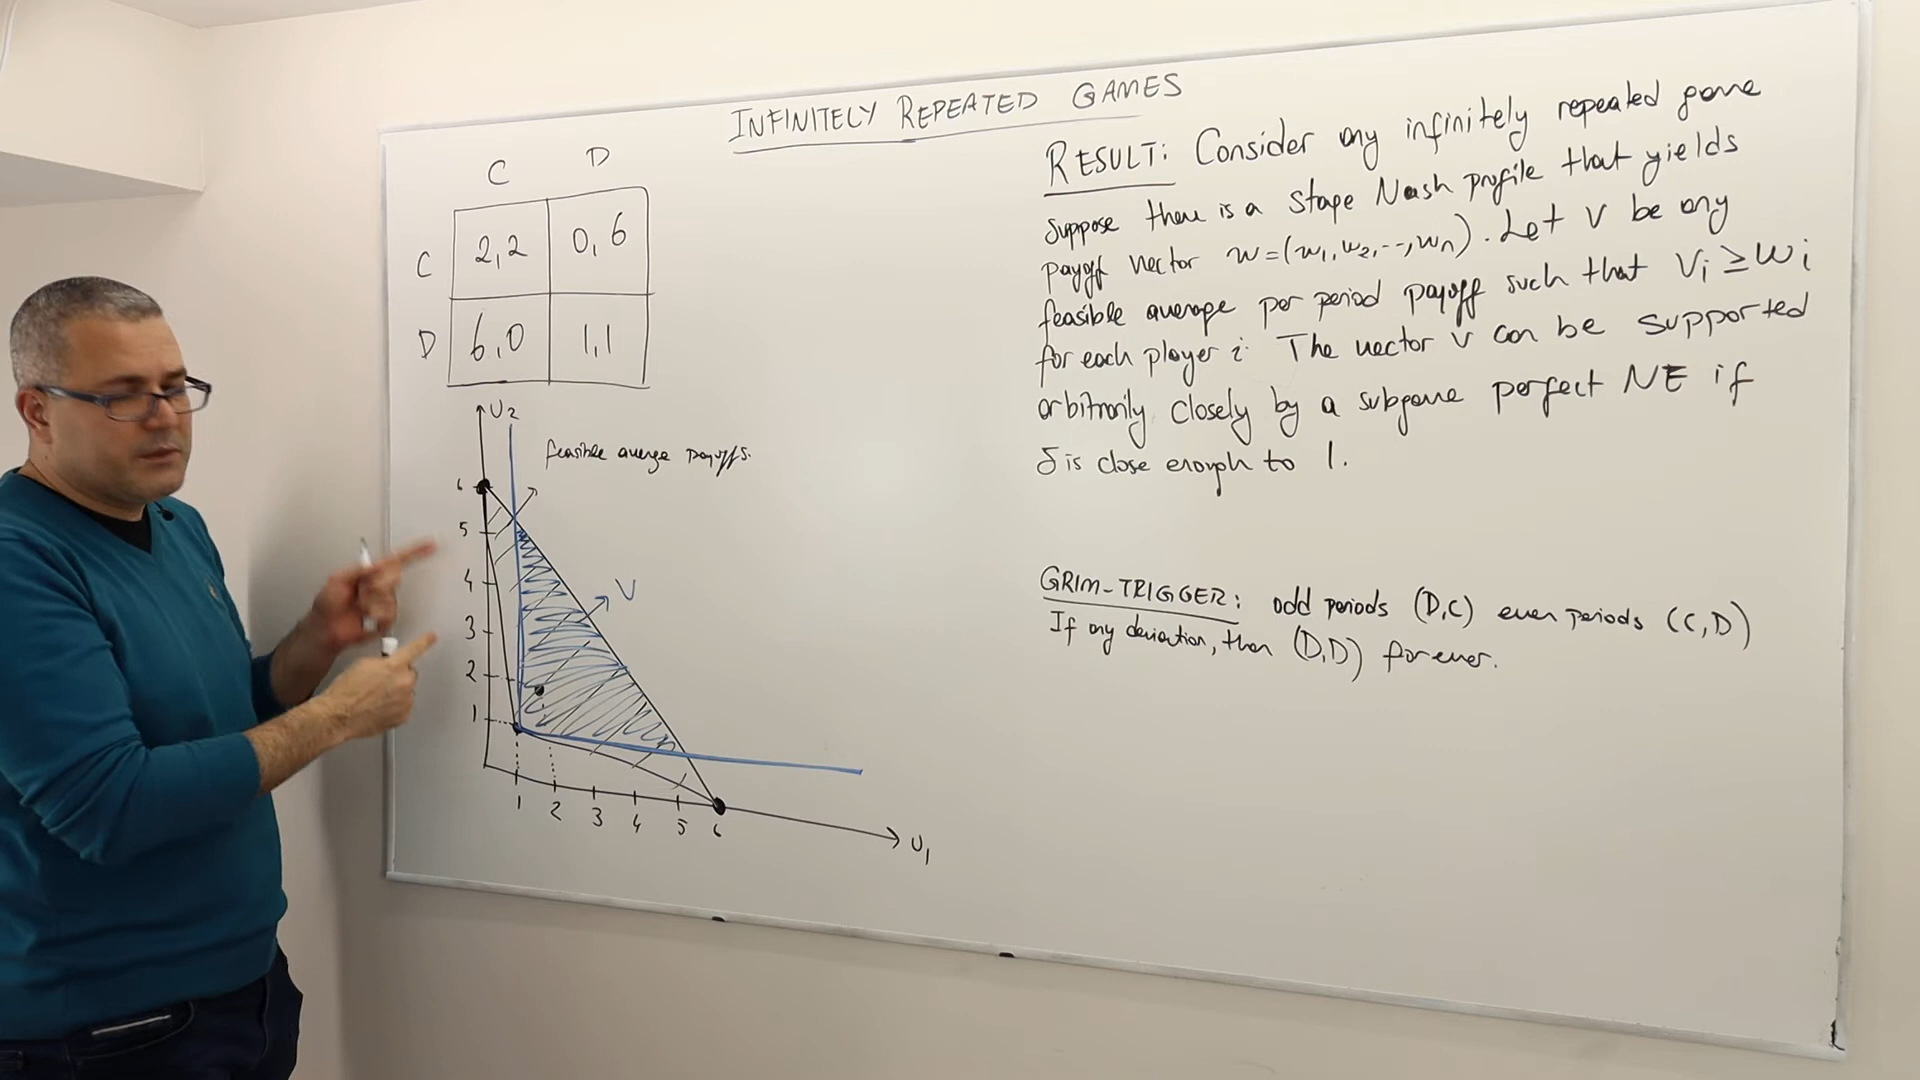 INFINITELY REPEATED GAMES
C D
C 2,2 0,6
D 6,0 1,1
U2
feasible average payoffs.
6
5
4
3
2
1
V
1 2 3 4 5 6
U1
RESULT: Consider any infinitely repeated game
Suppose there is a stage Nash profile that yields
payoff vector w=(w1,w2,--,wn). Let V be any
feasible average per period payoff such that Vi≥wi
for each player i. The vector v can be supported
arbitrarily closely by a subgame perfect NE if
δ is close enough to 1.
GRIM-TRIGGER: odd periods (D,C) even periods (C,D)
If any deviation, then (D,D) forever.